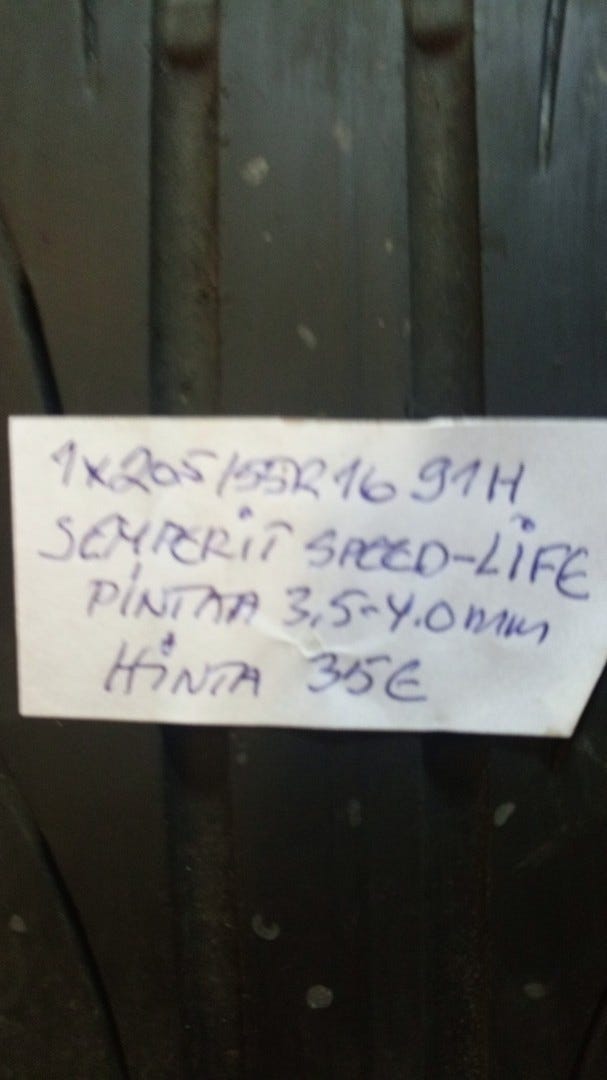 1x205/55R16 91H
SEMPERIT SPEED-LIFE
PINTAA 3,5-4.0mm
HINTA 35€